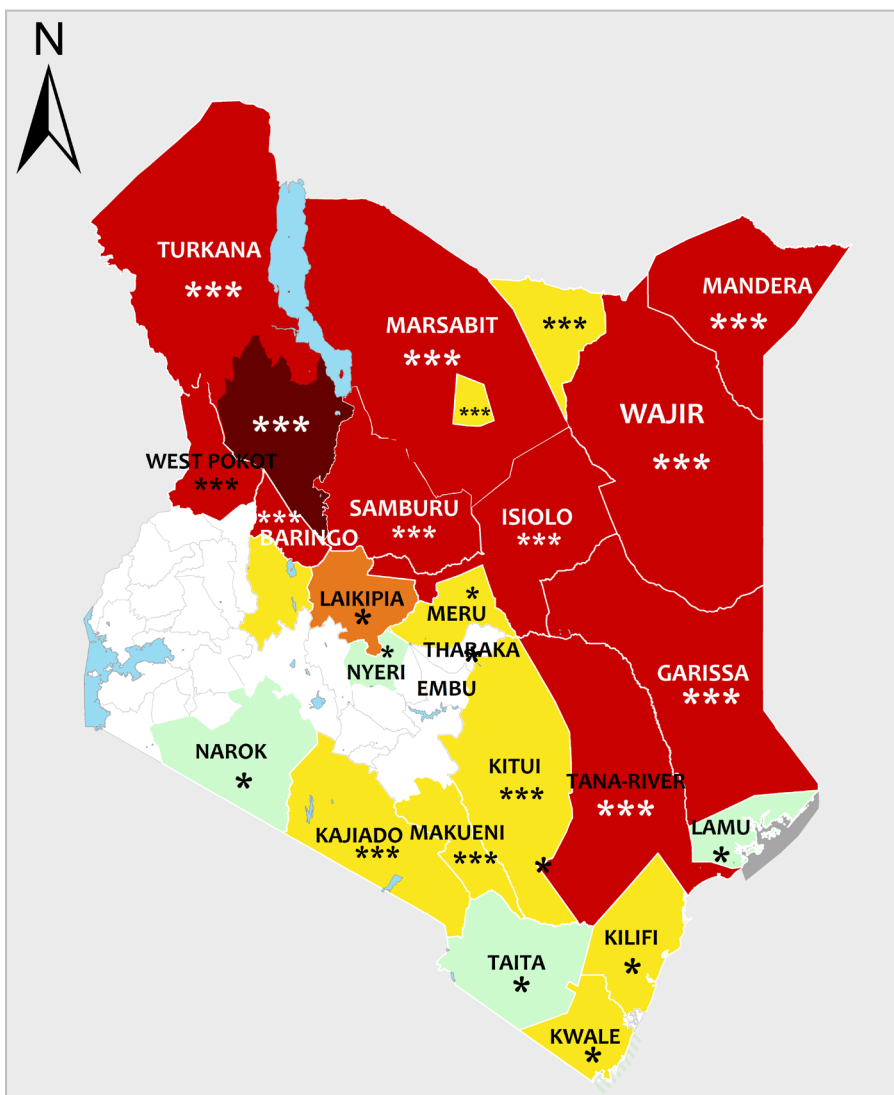 N
TURKANA
***
MANDERA
***
MARSABIT
***
***
***
WAJIR
***
***
WEST POKOT
***
SAMBURU
***
ISIOLO
***
***
BARINGO
LAIKIPIA
*
MERU
*
THARAKA
*
NYERI
*
EMBU
GARISSA
***
NAROK
*
KITUI
***
TANA-RIVER
***
KAJIADO
***
MAKUENI
***
LAMU
*
*
KILIFI
*
TAITA
*
KWALE
*